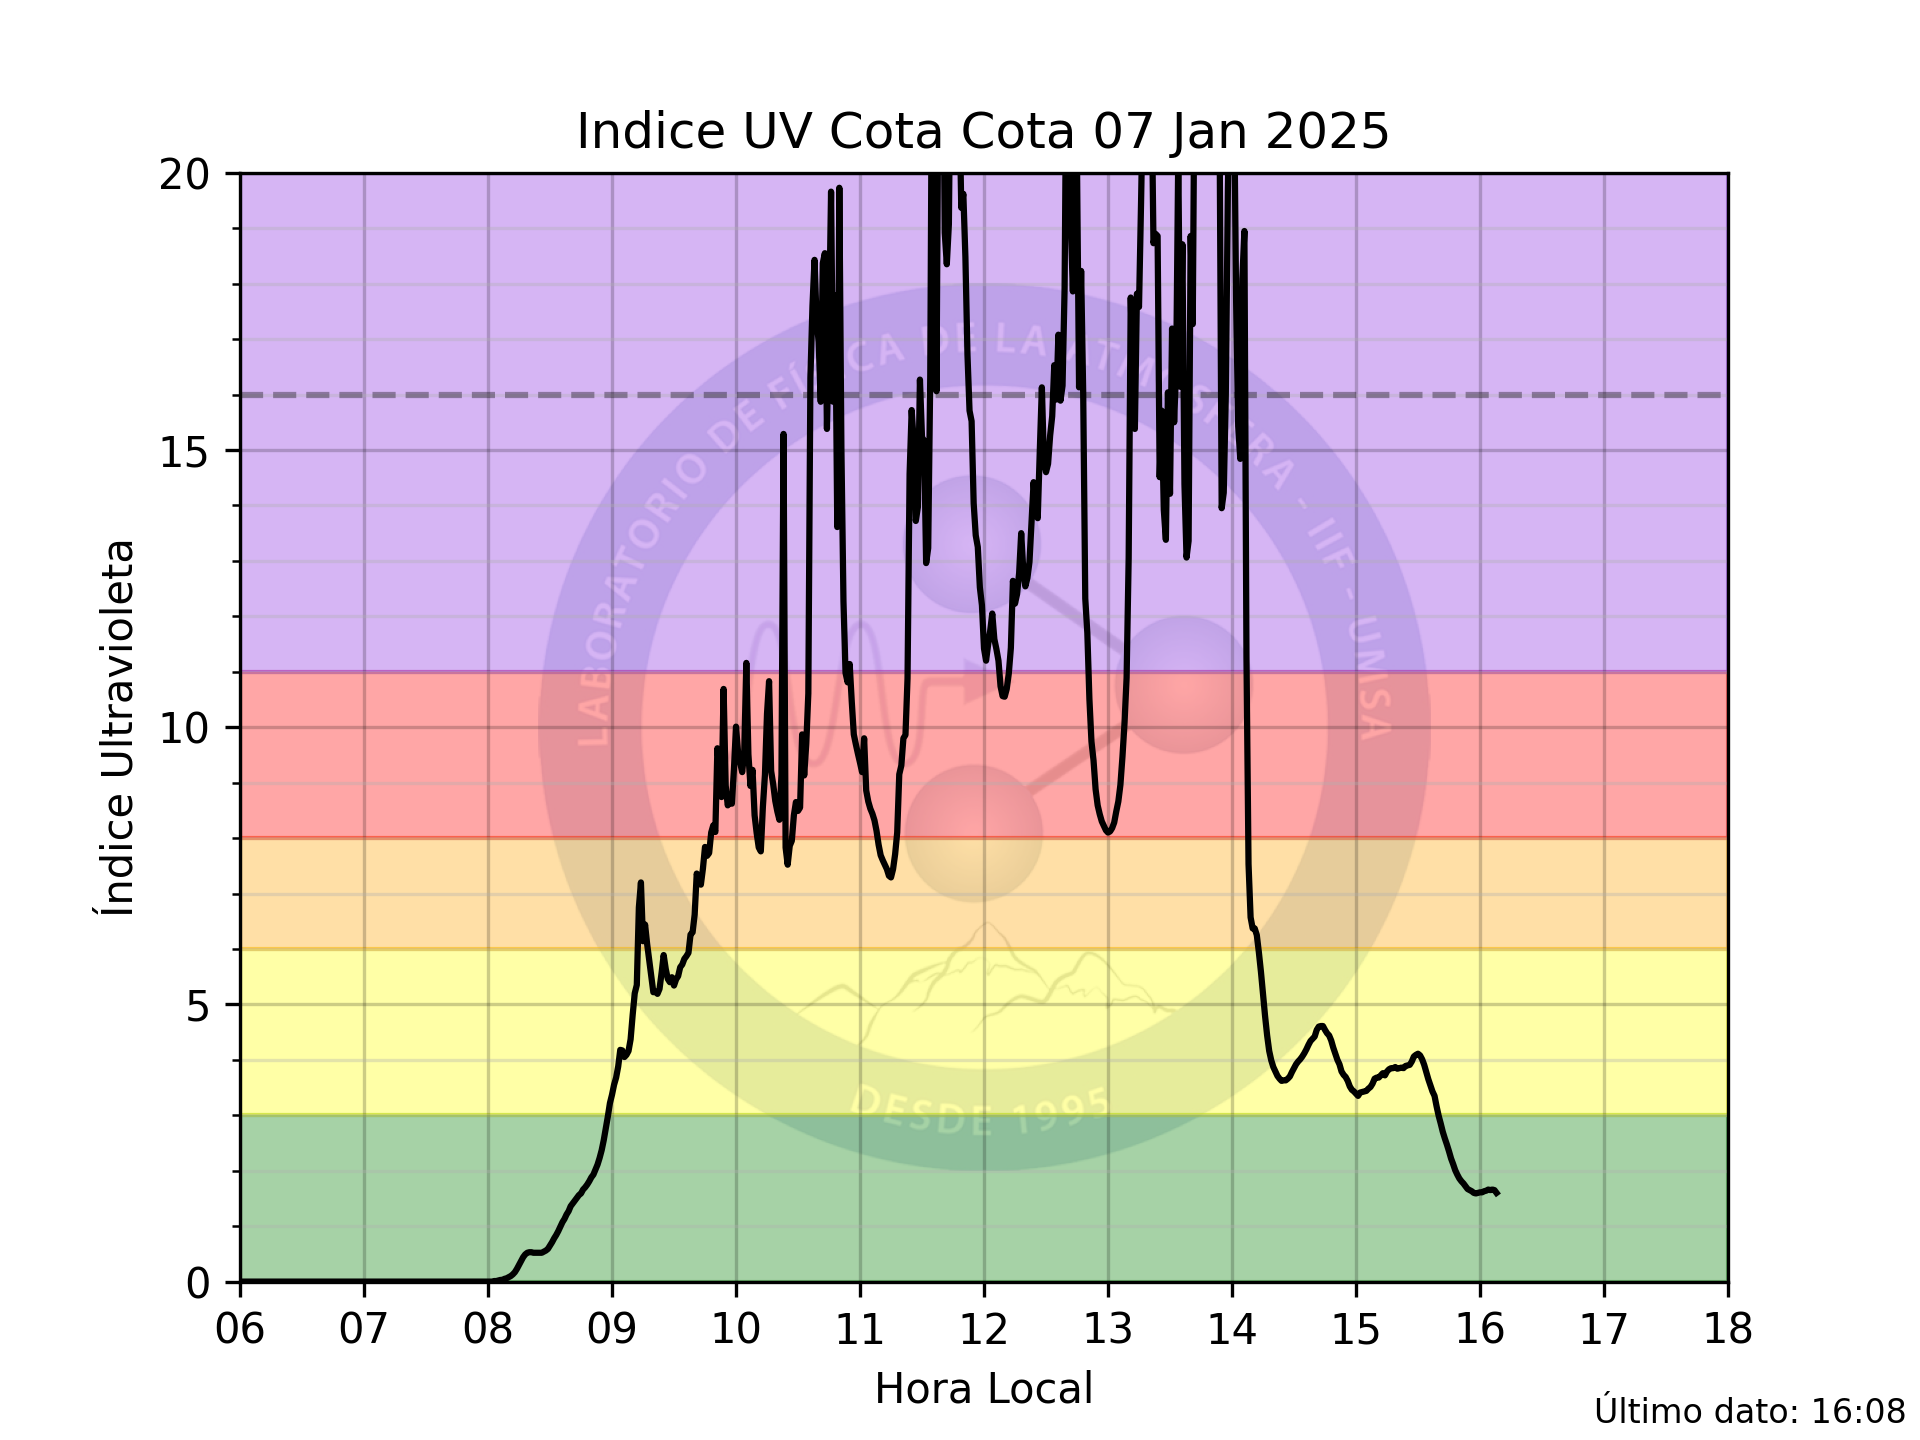 Indice UV Cota Cota 07 Jan 2025
20
15
10
5
0
Índice Ultravioleta
LABORATORIO DE FÍSICA DE LA ATMÓSFERA - IIF - UMSA
DESDE 1995
06 07 08 09 10 11 12 13 14 15 16 17 18
Hora Local
Último dato: 16:08